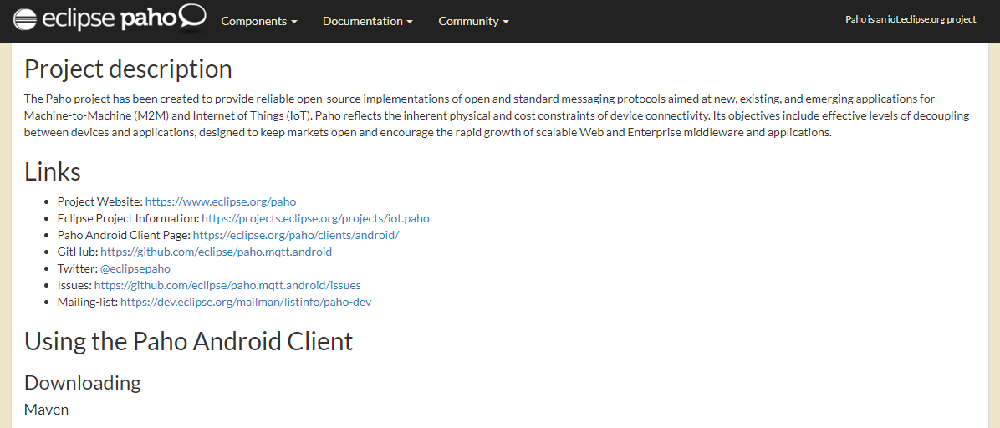 eclipse paho Components Documentation Community Paho is an iot.eclipse.org project
Project description
The Paho project has been created to provide reliable open-source implementations of open and standard messaging protocols aimed at new, existing, and emerging applications for
Machine-to-Machine (M2M) and Internet of Things (IoT). Paho reflects the inherent physical and cost constraints of device connectivity. Its objectives include effective levels of decoupling
between devices and applications, designed to keep markets open and encourage the rapid growth of scalable Web and Enterprise middleware and applications.
Links
• Project Website: https://www.eclipse.org/paho
• Eclipse Project Information: https://projects.eclipse.org/projects/iot.paho
• Paho Android Client Page: https://eclipse.org/paho/clients/android/
• GitHub: https://github.com/eclipse/paho.mqtt.android
• Twitter: @eclipsepaho
• Issues: https://github.com/eclipse/paho.mqtt.android/issues
• Mailing-list: https://dev.eclipse.org/mailman/listinfo/paho-dev
Using the Paho Android Client
Downloading
Maven